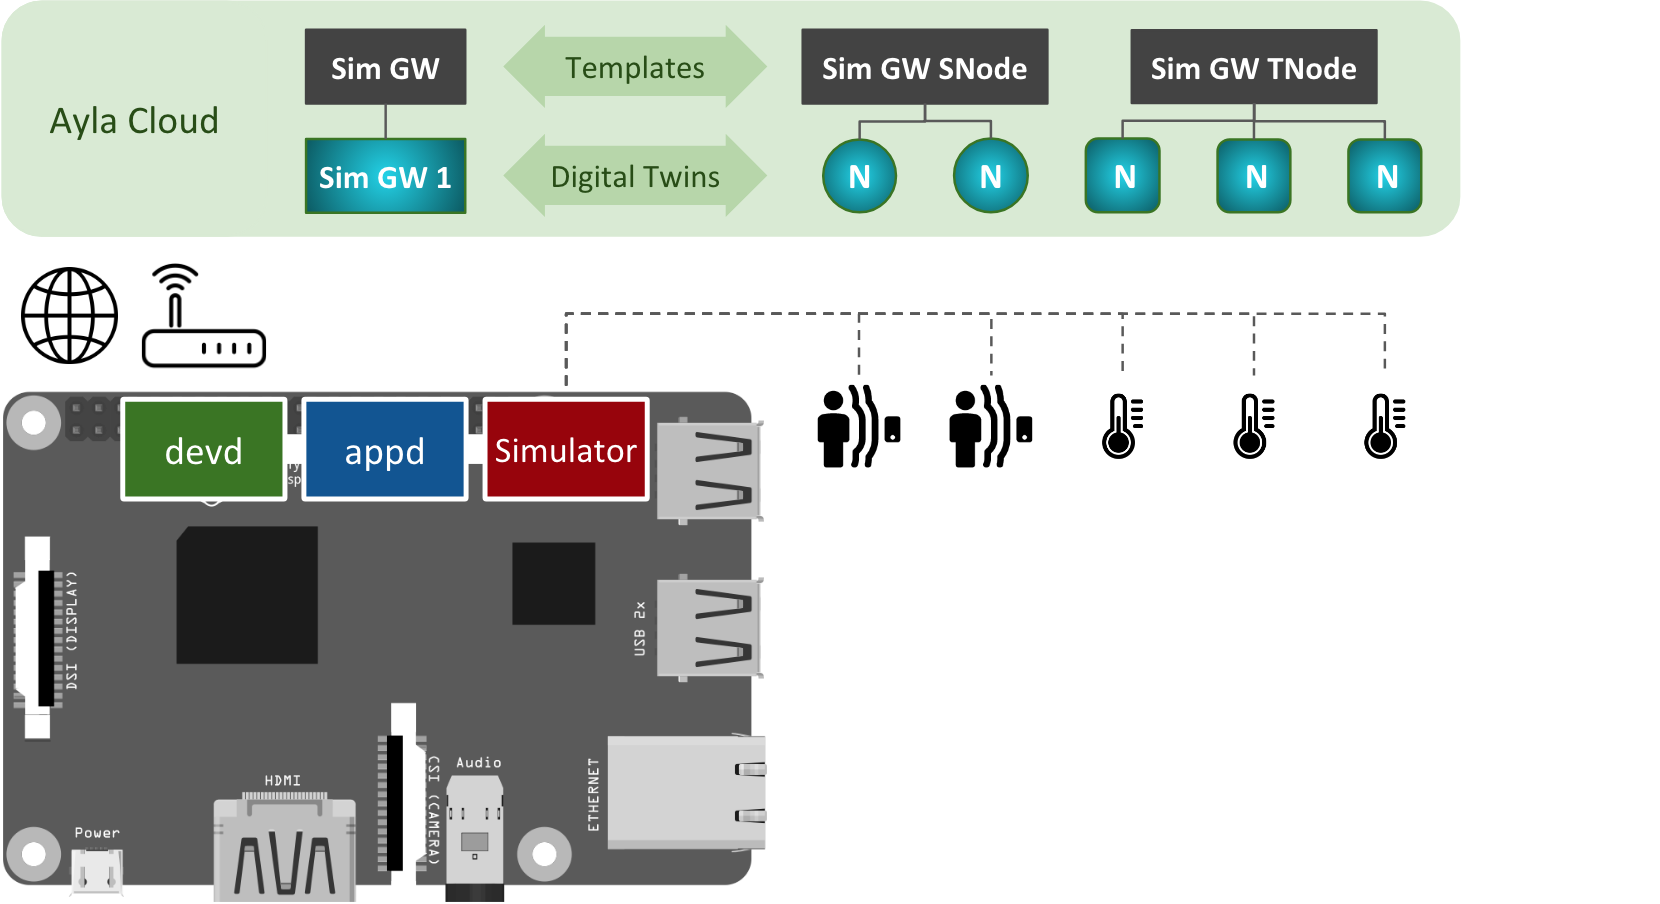 Sim GW
Templates
Sim GW SNode
Sim GW TNode
Ayla Cloud
Sim GW 1
Digital Twins
N
N
N
N
N
devd
appd
Simulator
DSI (DISPLAY)
USB 2x
CSI (CAMERA)
Audio
ETHERNET
HDMI
Power